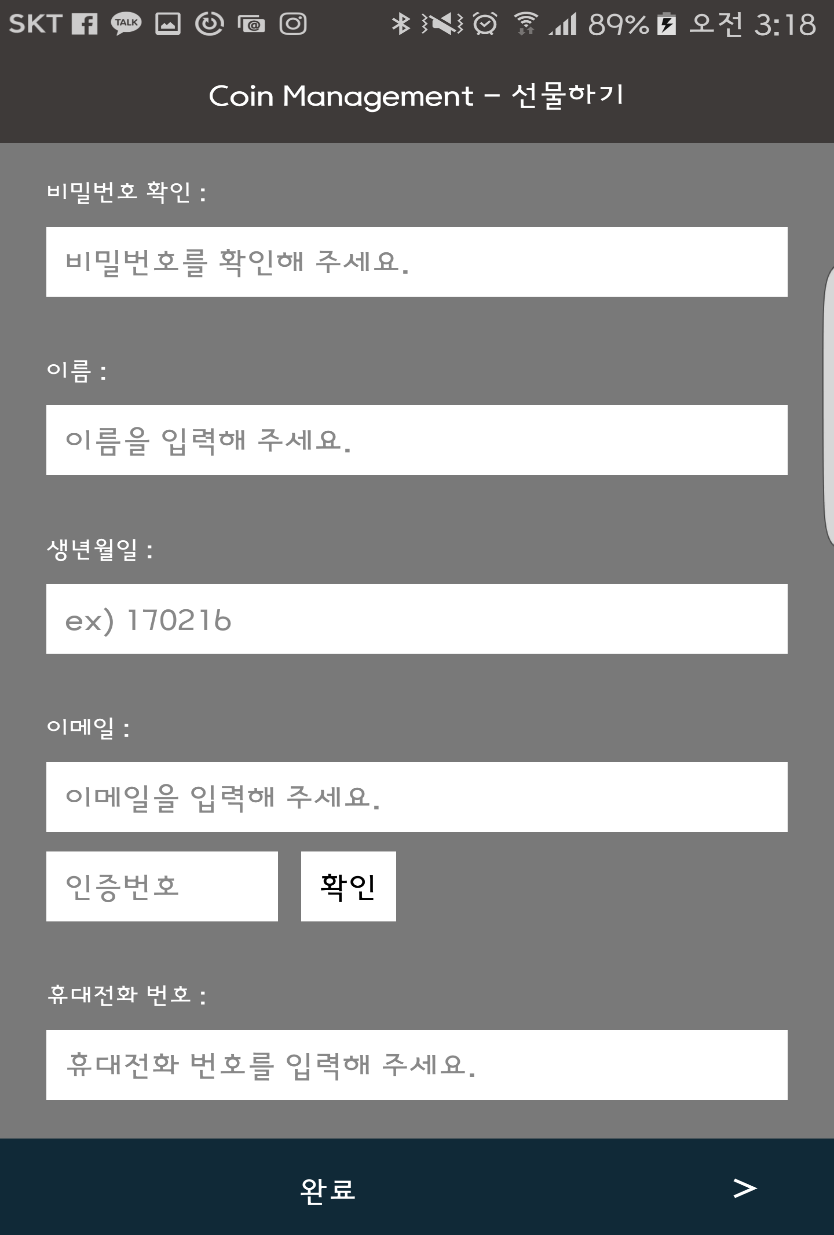 SKT TALK 89% 오전 3:18
Coin Management - 선물하기
비밀번호 확인 :
비밀번호를 확인해 주세요.
이름 :
이름을 입력해 주세요.
생년월일 :
ex) 170216
이메일 :
이메일을 입력해 주세요.
인증번호 확인
휴대전화 번호 :
휴대전화 번호를 입력해 주세요.
완료 >